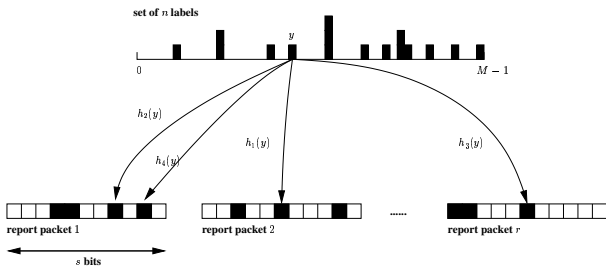 set of n labels
y
0
M − 1
h₂(y)
h₄(y)
h₁(y)
h₃(y)
......
report packet 1
report packet 2
report packet r
s bits